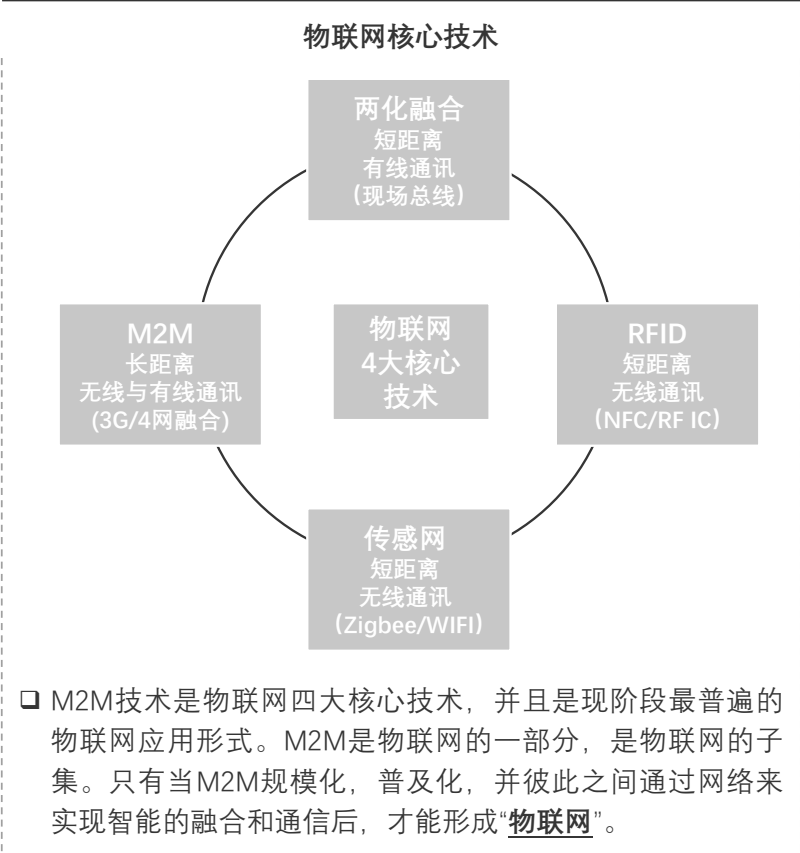 物联网核心技术
两化融合
短距离
有线通讯
(现场总线)
M2M
长距离
无线与有线通讯
(3G/4网融合)
物联网
4大核心
技术
RFID
短距离
无线通讯
(NFC/RF IC)
传感网
短距离
无线通讯
(Zigbee/WIFI)
M2M技术是物联网四大核心技术，并且是现阶段最普遍的
物联网应用形式。M2M是物联网的一部分，是物联网的子
集。只有当M2M规模化，普及化，并彼此之间通过网络来
实现智能的融合和通信后，才能形成“物联网”。